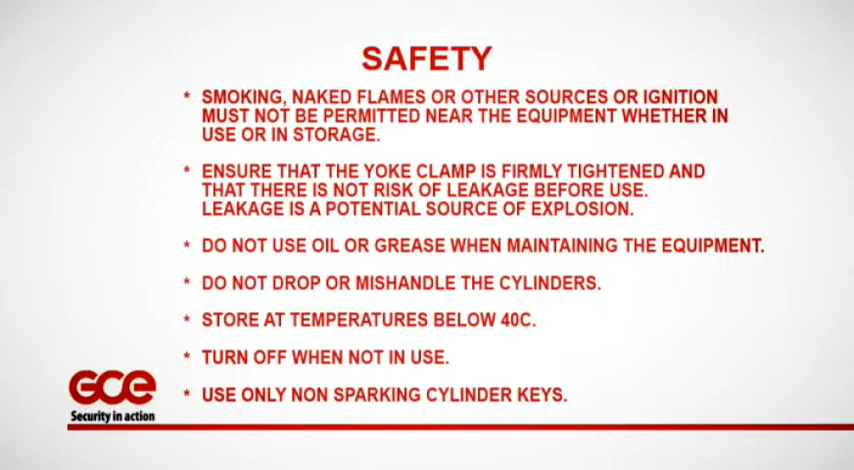 SAFETY
* SMOKING, NAKED FLAMES OR OTHER SOURCES OR IGNITION
MUST NOT BE PERMITTED NEAR THE EQUIPMENT WHETHER IN
USE OR IN STORAGE.
* ENSURE THAT THE YOKE CLAMP IS FIRMLY TIGHTENED AND
THAT THERE IS NOT RISK OF LEAKAGE BEFORE USE.
LEAKAGE IS A POTENTIAL SOURCE OF EXPLOSION.
* DO NOT USE OIL OR GREASE WHEN MAINTAINING THE EQUIPMENT.
* DO NOT DROP OR MISHANDLE THE CYLINDERS.
* STORE AT TEMPERATURES BELOW 40C.
* TURN OFF WHEN NOT IN USE.
* USE ONLY NON SPARKING CYLINDER KEYS.
GCE
Security in action